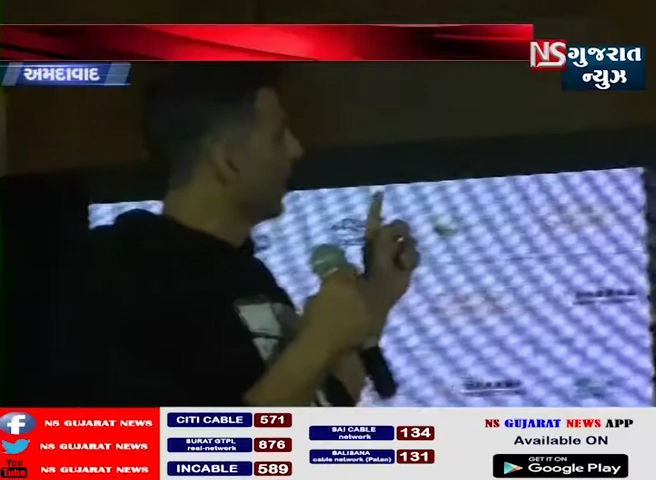 NS ગુજરાત
ન્યુઝ
અમદાવાદ
NS GUJARAT NEWS
NS GUJARAT NEWS
You Tube NS GUJARAT NEWS
CITI CABLE 571
SURAT GTPL real-network 876
INCABLE 589
SAI CABLE network 134
BALISANA cable network (Patan) 131
NS GUJARAT NEWS APP
Available ON
GET IT ON
Google Play